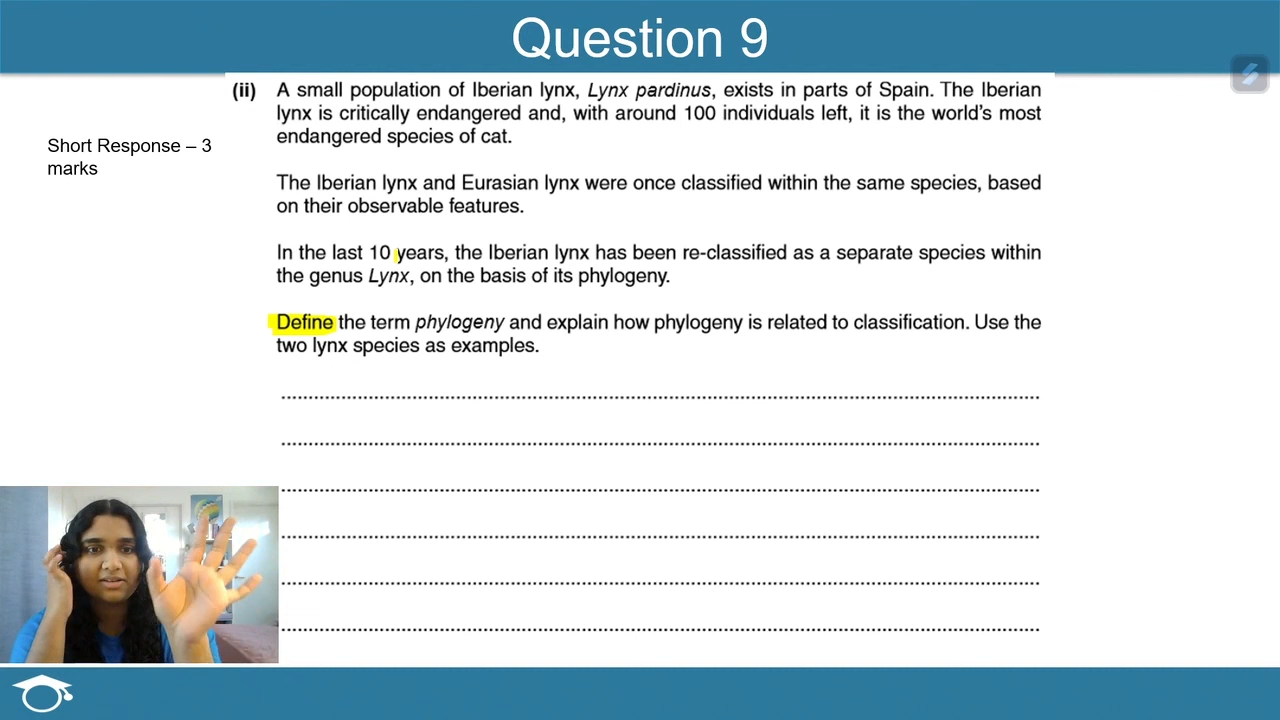 Question 9
(ii) A small population of Iberian lynx, Lynx pardinus, exists in parts of Spain. The Iberian
lynx is critically endangered and, with around 100 individuals left, it is the world's most
endangered species of cat.
Short Response – 3
marks
The Iberian lynx and Eurasian lynx were once classified within the same species, based
on their observable features.
In the last 10 years, the Iberian lynx has been re-classified as a separate species within
the genus Lynx, on the basis of its phylogeny.
Define the term phylogeny and explain how phylogeny is related to classification. Use the
two lynx species as examples.